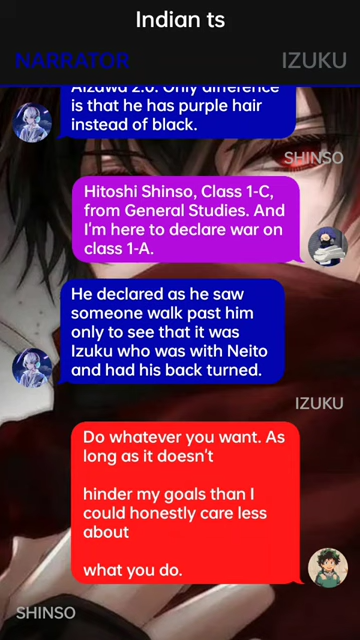 Indian ts
NARRATOR
IZUKU
Aizawa 2.0. Only difference
is that he has purple hair
instead of black.
SHINSO
Hitoshi Shinso, Class 1-C,
from General Studies. And
I'm here to declare war on
class 1-A.
He declared as he saw
someone walk past him
only to see that it was
Izuku who was with Neito
and had his back turned.
IZUKU
Do whatever you want. As
long as it doesn't
hinder my goals than I
could honestly care less
about
what you do.
SHINSO